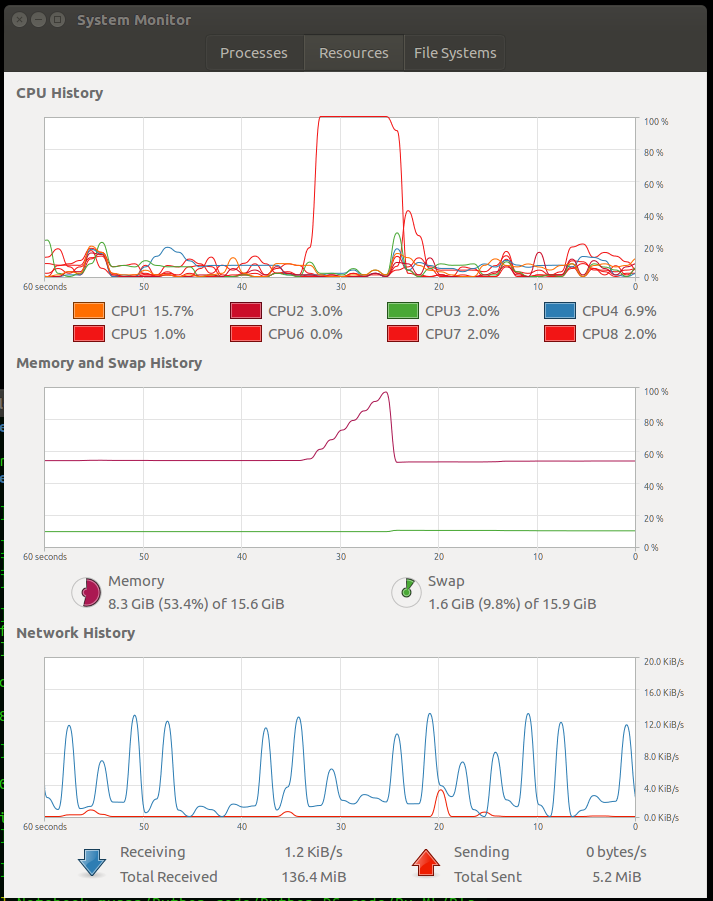 System Monitor
Processes Resources File Systems
CPU History
100 %
80 %
60 %
40 %
20 %
0 %
60 seconds 50 40 30 20 10 0
CPU1 15.7% CPU2 3.0% CPU3 2.0% CPU4 6.9%
CPU5 1.0% CPU6 0.0% CPU7 2.0% CPU8 2.0%
Memory and Swap History
100 %
80 %
60 %
40 %
20 %
0 %
60 seconds 50 40 30 20 10 0
Memory Swap
8.3 GiB (53.4%) of 15.6 GiB 1.6 GiB (9.8%) of 15.9 GiB
Network History
20.0 KiB/s
16.0 KiB/s
12.0 KiB/s
8.0 KiB/s
4.0 KiB/s
0.0 KiB/s
60 seconds 50 40 30 20 10 0
Receiving 1.2 KiB/s Sending 0 bytes/s
Total Received 136.4 MiB Total Sent 5.2 MiB